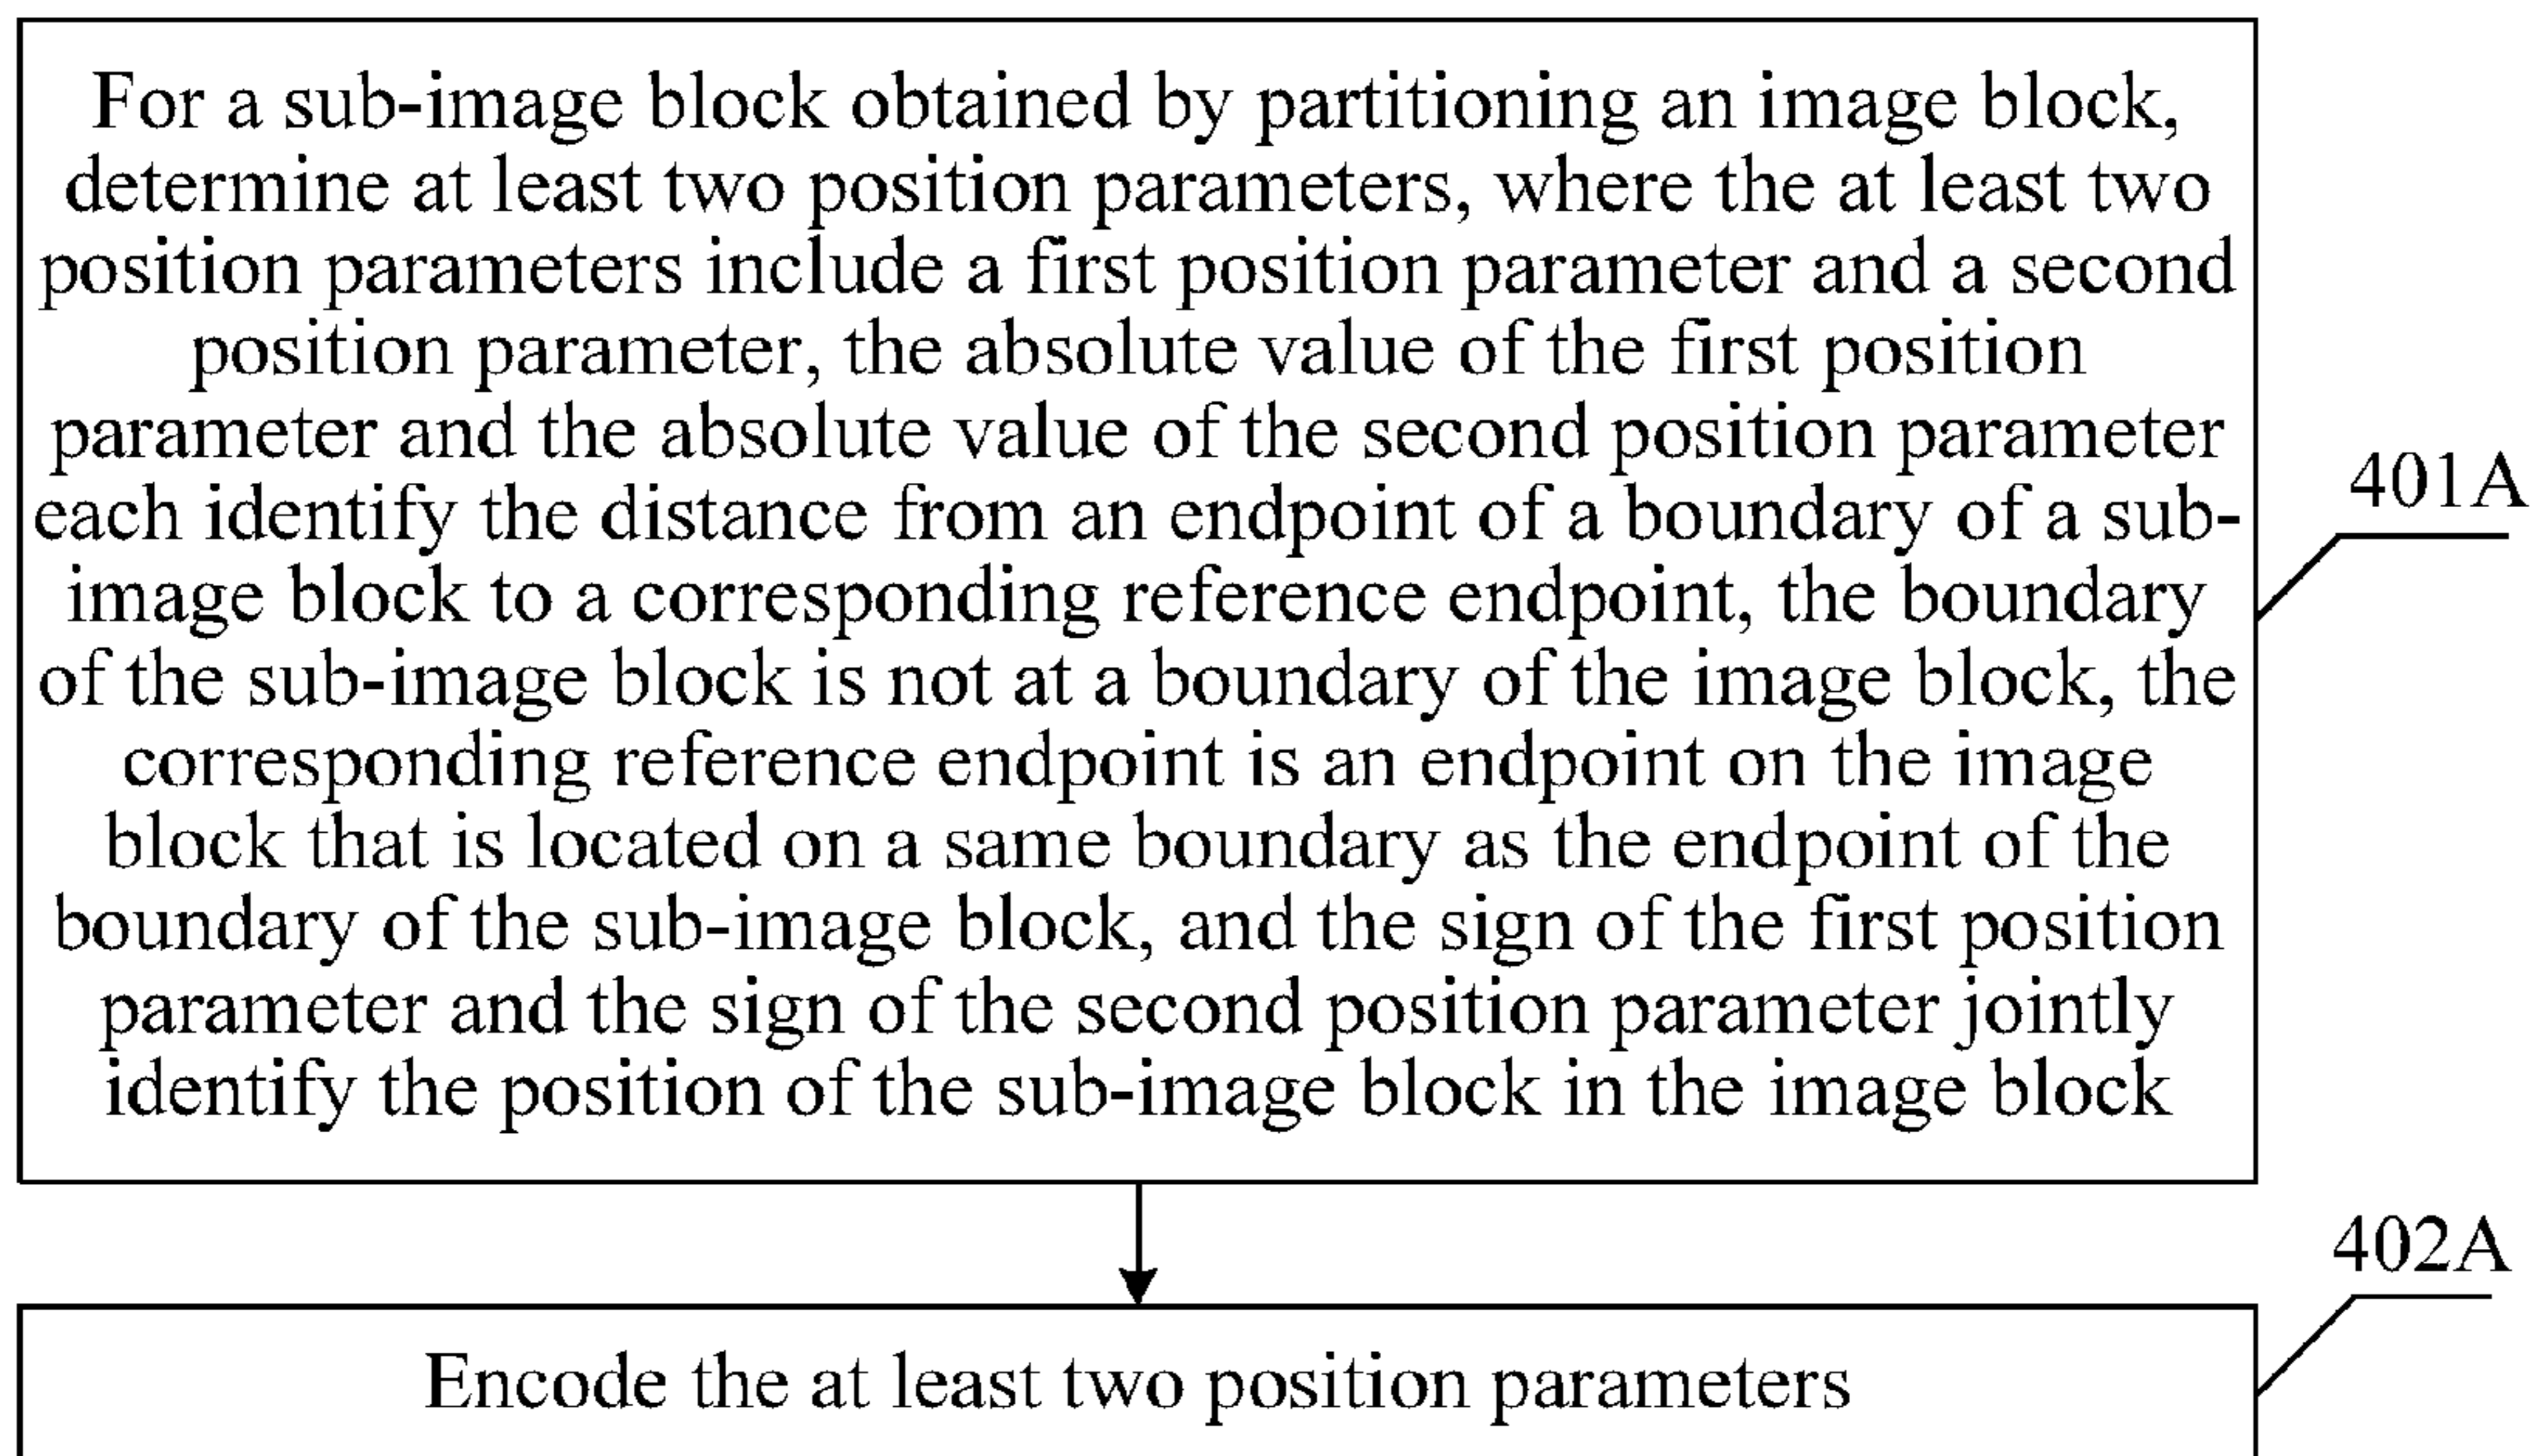 For a sub-image block obtained by partitioning an image block,
determine at least two position parameters, where the at least two
position parameters include a first position parameter and a second
position parameter, the absolute value of the first position
parameter and the absolute value of the second position parameter
each identify the distance from an endpoint of a boundary of a sub-
image block to a corresponding reference endpoint, the boundary
of the sub-image block is not at a boundary of the image block, the
corresponding reference endpoint is an endpoint on the image
block that is located on a same boundary as the endpoint of the
boundary of the sub-image block, and the sign of the first position
parameter and the sign of the second position parameter jointly
identify the position of the sub-image block in the image block
401A
402A
Encode the at least two position parameters